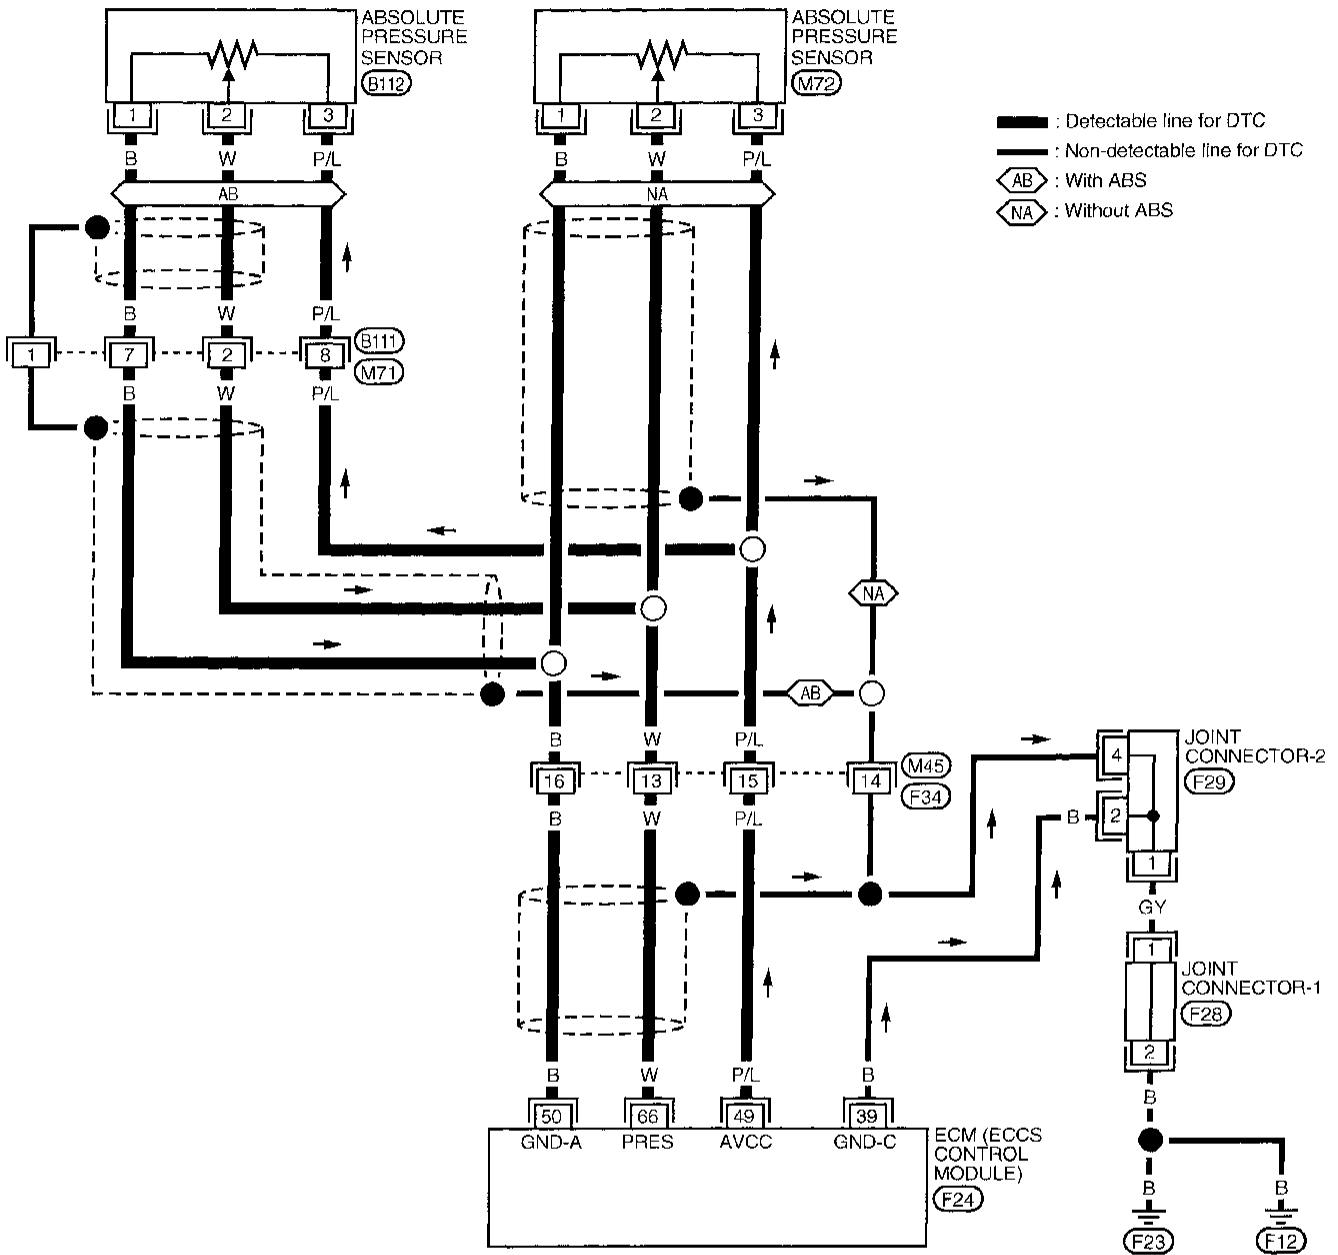 ABSOLUTE
PRESSURE
SENSOR
B112
ABSOLUTE
PRESSURE
SENSOR
M72
1 2 3
1 2 3
B W P/L
B W P/L
AB
NA
: Detectable line for DTC
: Non-detectable line for DTC
AB : With ABS
NA : Without ABS
B W P/L
1 7 2 8
B111
M71
B W P/L
NA
AB
B W P/L
16 13 15 14
M45
F34
B W P/L
4
JOINT
CONNECTOR-2
F29
B 2
1
GY
1
JOINT
CONNECTOR-1
F28
2
B
B W P/L B
50 66 49 39
GND-A PRES AVCC GND-C
ECM (ECCS
CONTROL
MODULE)
F24
B B
F23 F12